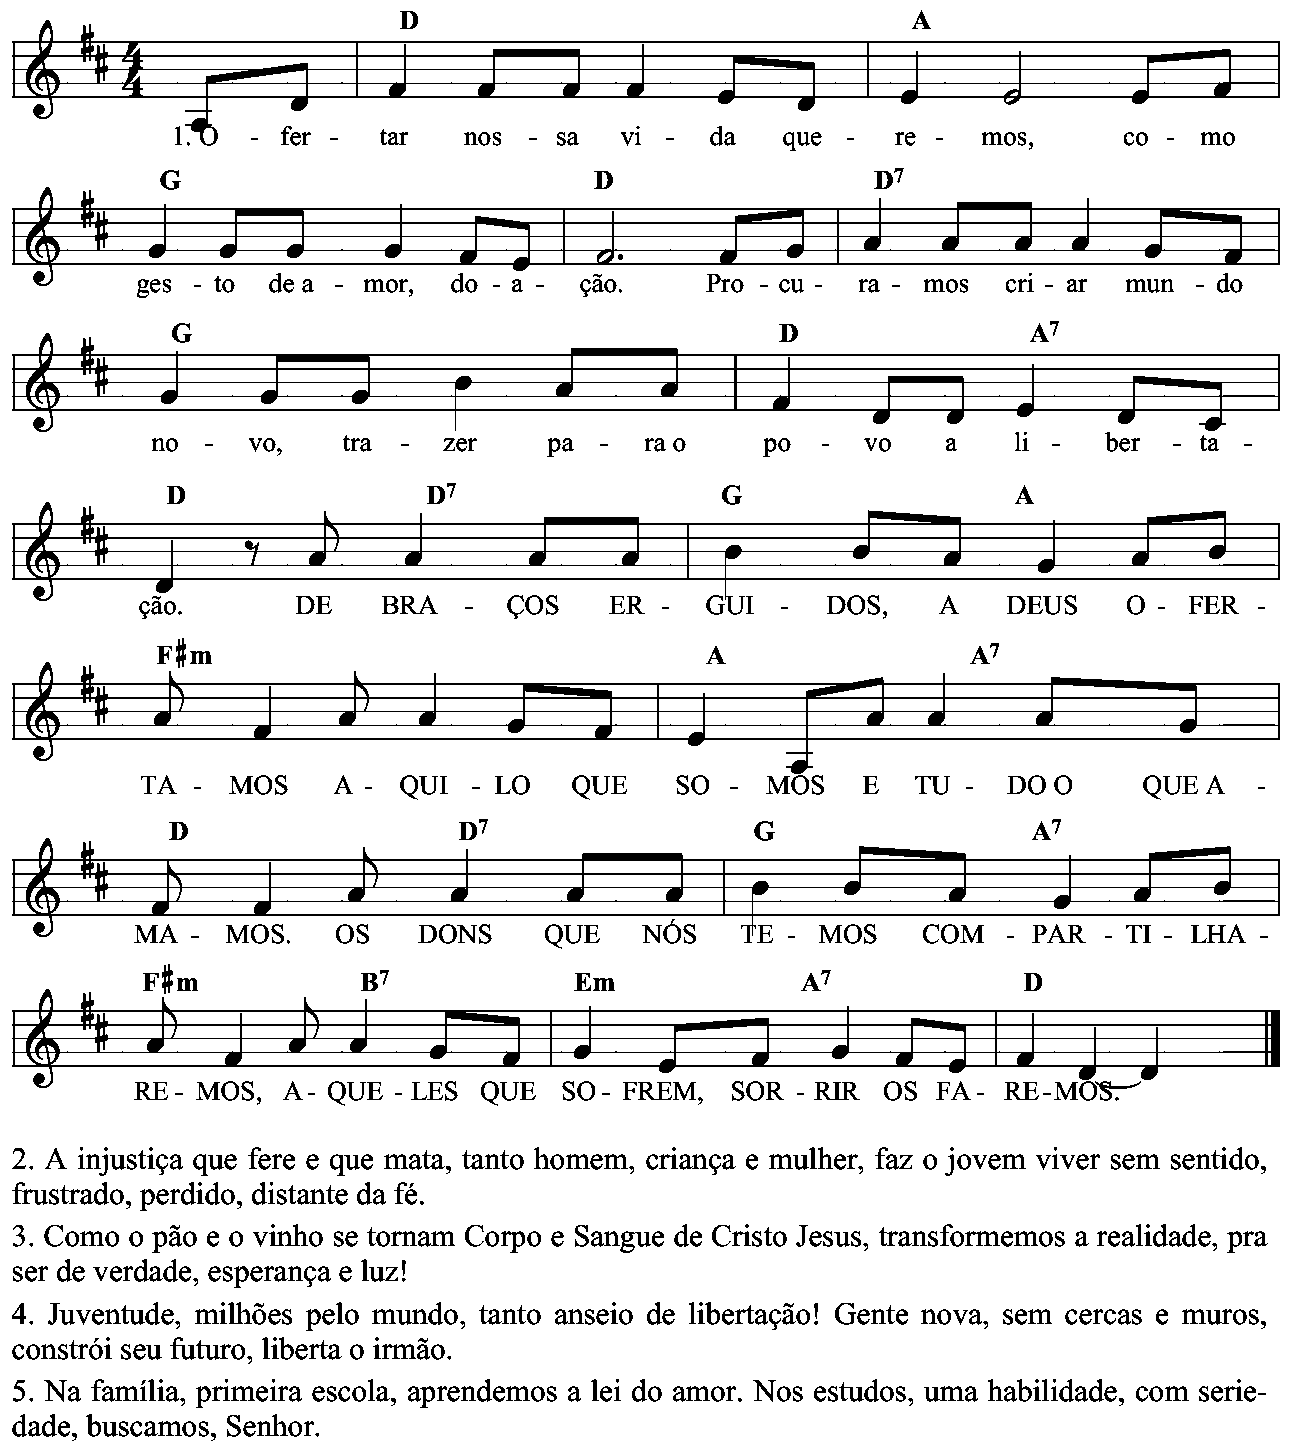 D A
1. O - fer - tar nos - sa vi - da que - re - mos, co - mo
G D D7
ges - to de a - mor, do - a - ção. Pro - cu - ra - mos cri - ar mun - do
G D A7
no - vo, tra - zer pa - ra o po - vo a li - ber - ta -
D D7 G A
ção. DE BRA - ÇOS ER - GUI - DOS, A DEUS O - FER -
F#m A A7
TA - MOS A - QUI - LO QUE SO - MOS E TU - DO O QUE A -
D D7 G A7
MA - MOS. OS DONS QUE NÓS TE - MOS COM - PAR - TI - LHA -
F#m B7 Em A7 D
RE - MOS, A - QUE - LES QUE SO - FREM, SOR - RIR OS FA - RE - MOS.
2. A injustiça que fere e que mata, tanto homem, criança e mulher, faz o jovem viver sem sentido,
frustrado, perdido, distante da fé.
3. Como o pão e o vinho se tornam Corpo e Sangue de Cristo Jesus, transformemos a realidade, pra
ser de verdade, esperança e luz!
4. Juventude, milhões pelo mundo, tanto anseio de libertação! Gente nova, sem cercas e muros,
constrói seu futuro, liberta o irmão.
5. Na família, primeira escola, aprendemos a lei do amor. Nos estudos, uma habilidade, com serie-
dade, buscamos, Senhor.